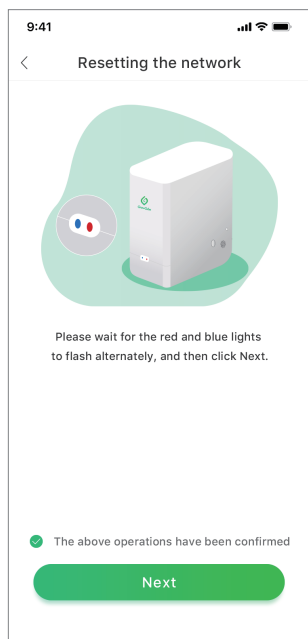 9:41
Resetting the network
Please wait for the red and blue lights
to flash alternately, and then click Next.
The above operations have been confirmed
Next